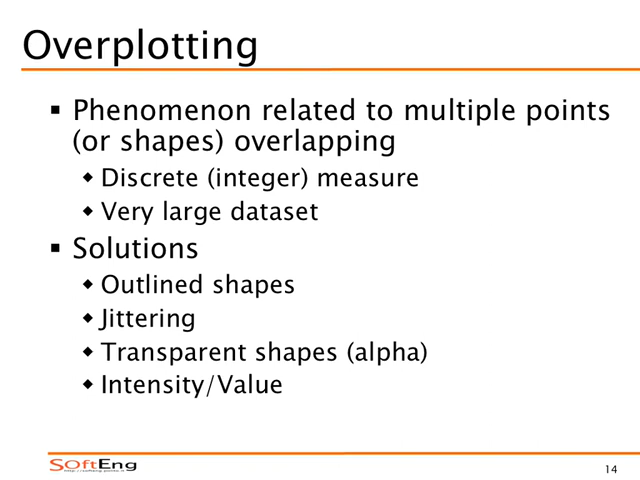 Overplotting
▪ Phenomenon related to multiple points
(or shapes) overlapping
◆ Discrete (integer) measure
◆ Very large dataset
▪ Solutions
◆ Outlined shapes
◆ Jittering
◆ Transparent shapes (alpha)
◆ Intensity/Value
SOftEng
14